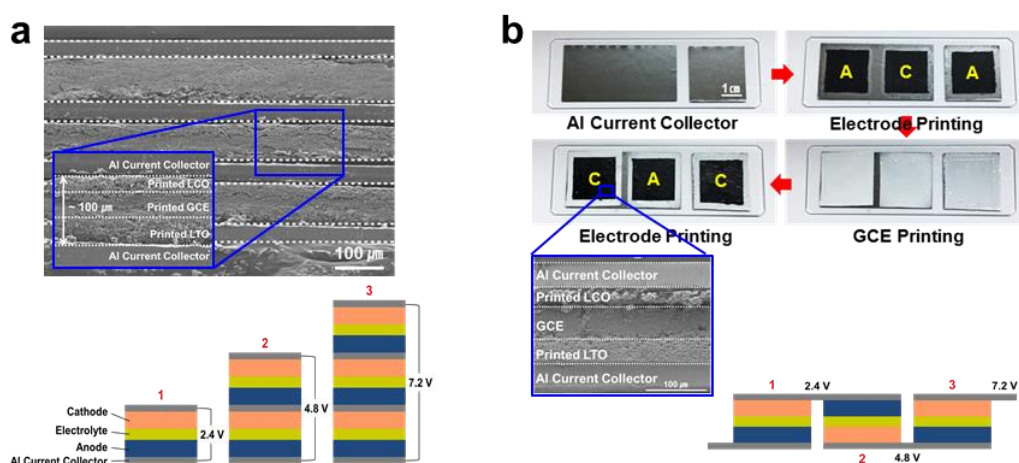 a
Al Current Collector
Printed LCO
~ 100 ㎛
Printed GCE
Printed LTO
Al Current Collector
100 ㎛
3
2
1
7.2 V
4.8 V
2.4 V
Cathode
Electrolyte
Anode
Al Current Collector
b
1㎝
A C A
Al Current Collector
Electrode Printing
C A C
Electrode Printing
GCE Printing
Al Current Collector
Printed LCO
GCE
Printed LTO
Al Current Collector
100 ㎛
1 2.4 V 3 7.2 V
2 4.8 V